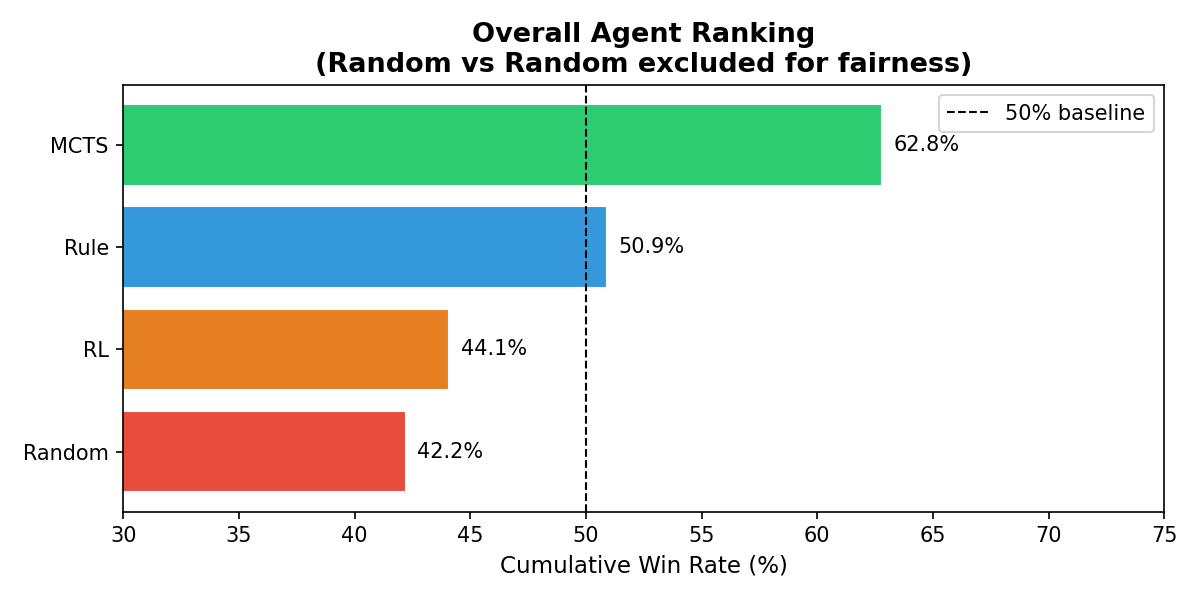 Overall Agent Ranking
(Random vs Random excluded for fairness)
50% baseline
MCTS
62.8%
Rule
50.9%
RL
44.1%
Random
42.2%
30 35 40 45 50 55 60 65 70 75
Cumulative Win Rate (%)